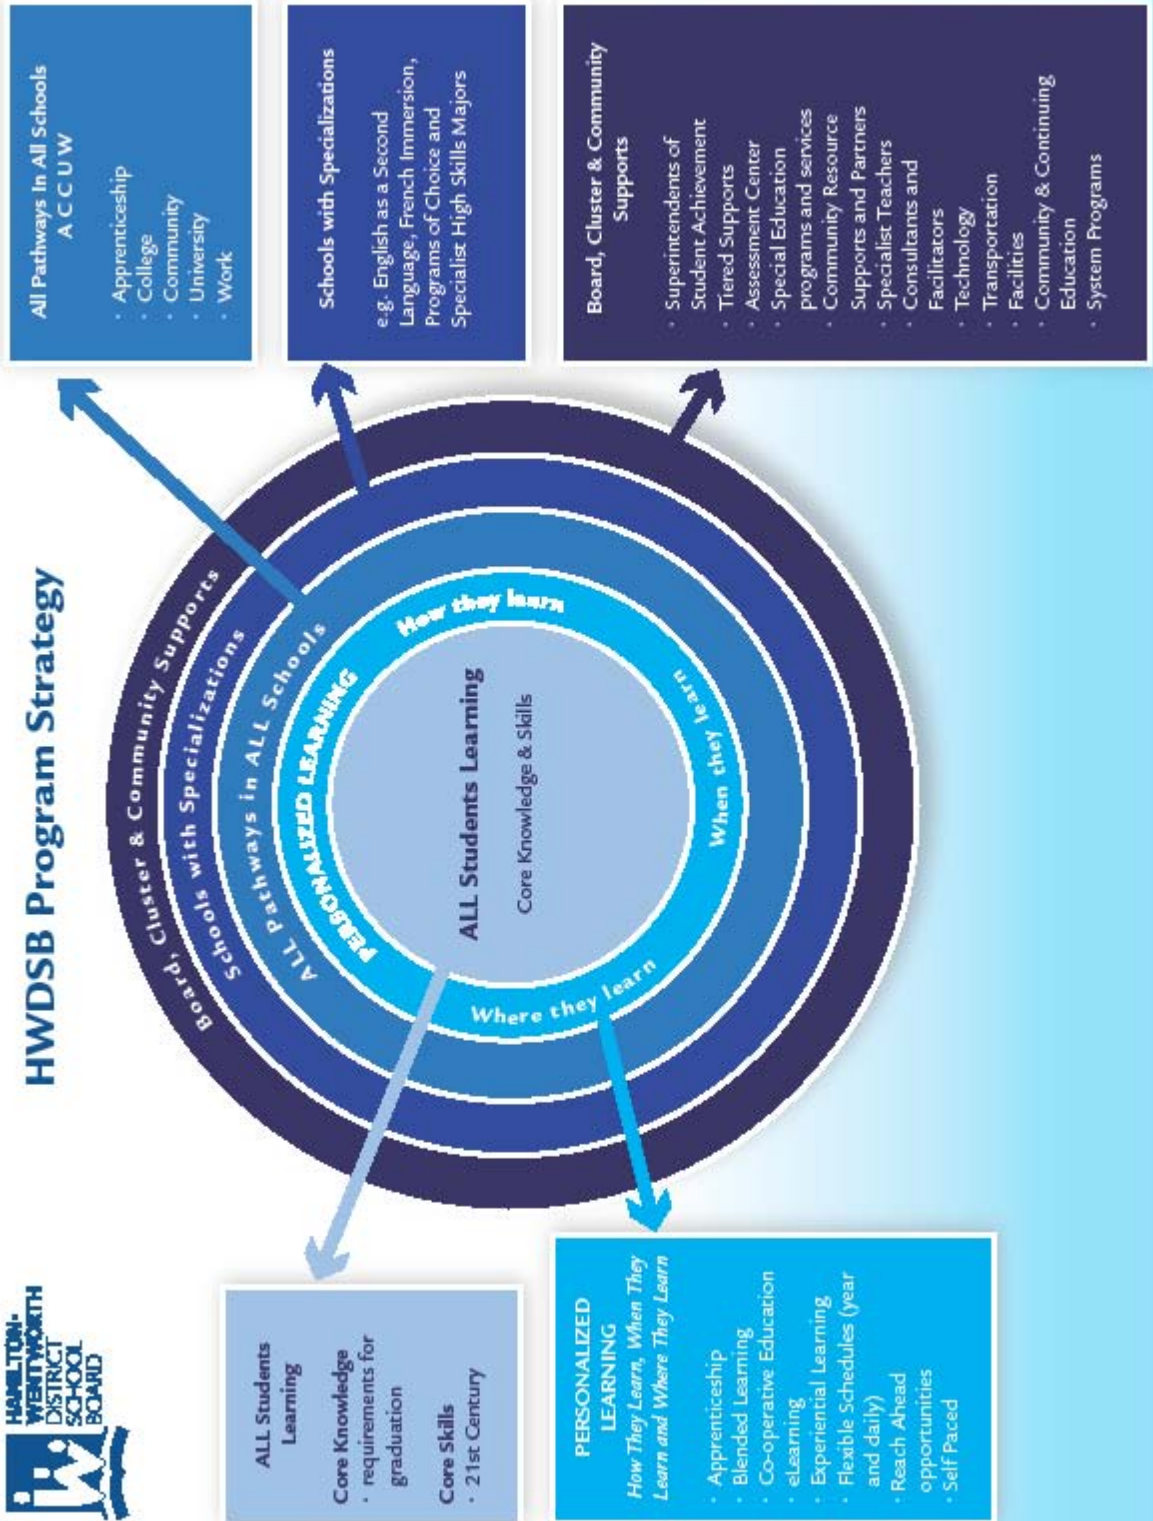 HAMILTON-
WENTWORTH
DISTRICT
SCHOOL
BOARD
HWDSB Program Strategy
ALL Students
Learning
Core Knowledge
· requirements for
graduation
Core Skills
· 21st Century
PERSONALIZED
LEARNING
How They Learn, When They
Learn and Where They Learn
· Apprenticeship
· Blended Learning
· Co-operative Education
· eLearning
· Experiential Learning
· Flexible Schedules (year
and daily)
· Reach Ahead
opportunities
· Self Paced
Board, Cluster & Community Supports
Schools with Specializations
ALL Pathways in ALL Schools
PERSONALIZED LEARNING
How they learn
When they learn
Where they learn
ALL Students Learning
Core Knowledge & Skills
All Pathways In All Schools
A C C U W
· Apprenticeship
· College
· Community
· University
· Work
Schools with Specializations
e.g. English as a Second
Language, French Immersion,
Programs of Choice and
Specialist High Skills Majors
Board, Cluster & Community
Supports
· Superintendents of
Student Achievement
· Tiered Supports
· Assessment Center
· Special Education
programs and services
· Community Resource
Supports and Partners
· Specialist Teachers
· Consultants and
Facilitators
· Technology
· Transportation
· Facilities
· Community & Continuing
Education
· System Programs